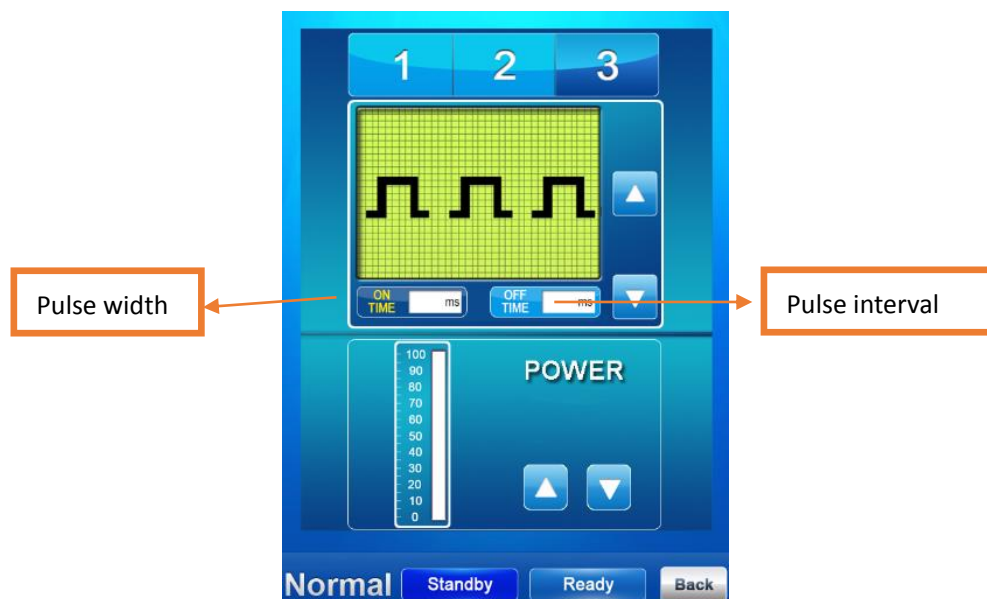 1 2 3
Pulse width
ON TIME ms
OFF TIME ms
Pulse interval
100
90
80
70
60
50
40
30
20
10
0
POWER
Normal Standby Ready Back